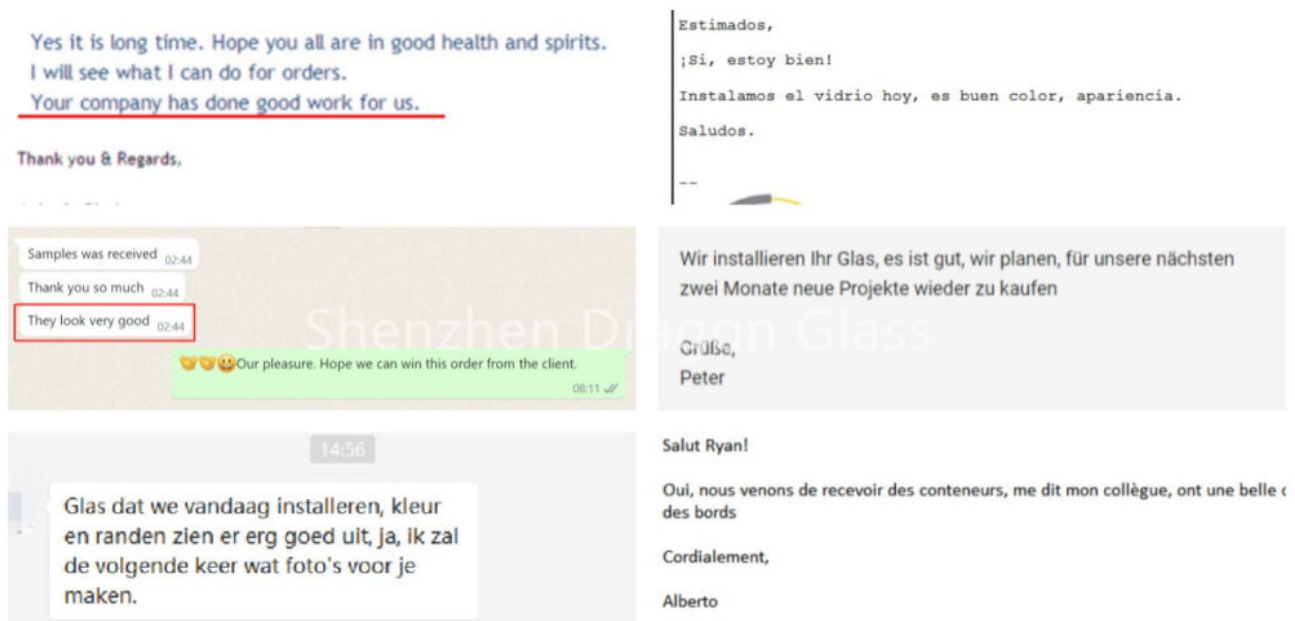 Yes it is long time. Hope you all are in good health and spirits.
I will see what I can do for orders.
Your company has done good work for us.
Thank you & Regards,
Estimados,
¡Si, estoy bien!
Instalamos el vidrio hoy, es buen color, apariencia.
Saludos.
--
Samples was received 02:44
Thank you so much 02:44
They look very good 02:44
Our pleasure. Hope we can win this order from the client.
08:11
Wir installieren Ihr Glas, es ist gut, wir planen, für unsere nächsten
zwei Monate neue Projekte wieder zu kaufen
Grüße,
Peter
Shenzhen Dragon Glass
14:56
Glas dat we vandaag installeren, kleur
en randen zien er erg goed uit, ja, ik zal
de volgende keer wat foto's voor je
maken.
Salut Ryan!
Oui, nous venons de recevoir des conteneurs, me dit mon collègue, ont une belle
des bords
Cordialement,
Alberto